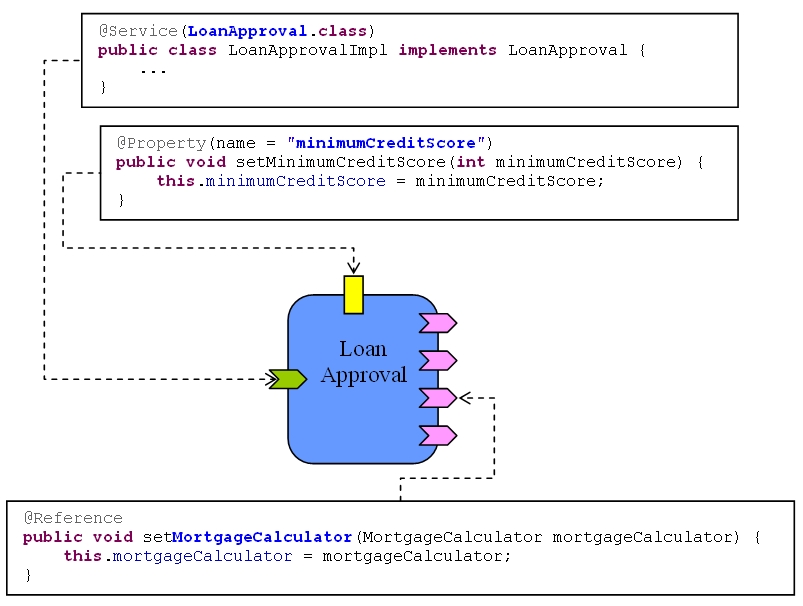 @Service(LoanApproval.class)
public class LoanApprovalImpl implements LoanApproval {
    ...
}
@Property(name = "minimumCreditScore")
public void setMinimumCreditScore(int minimumCreditScore) {
    this.minimumCreditScore = minimumCreditScore;
}
Loan
Approval
@Reference
public void setMortgageCalculator(MortgageCalculator mortgageCalculator) {
    this.mortgageCalculator = mortgageCalculator;
}